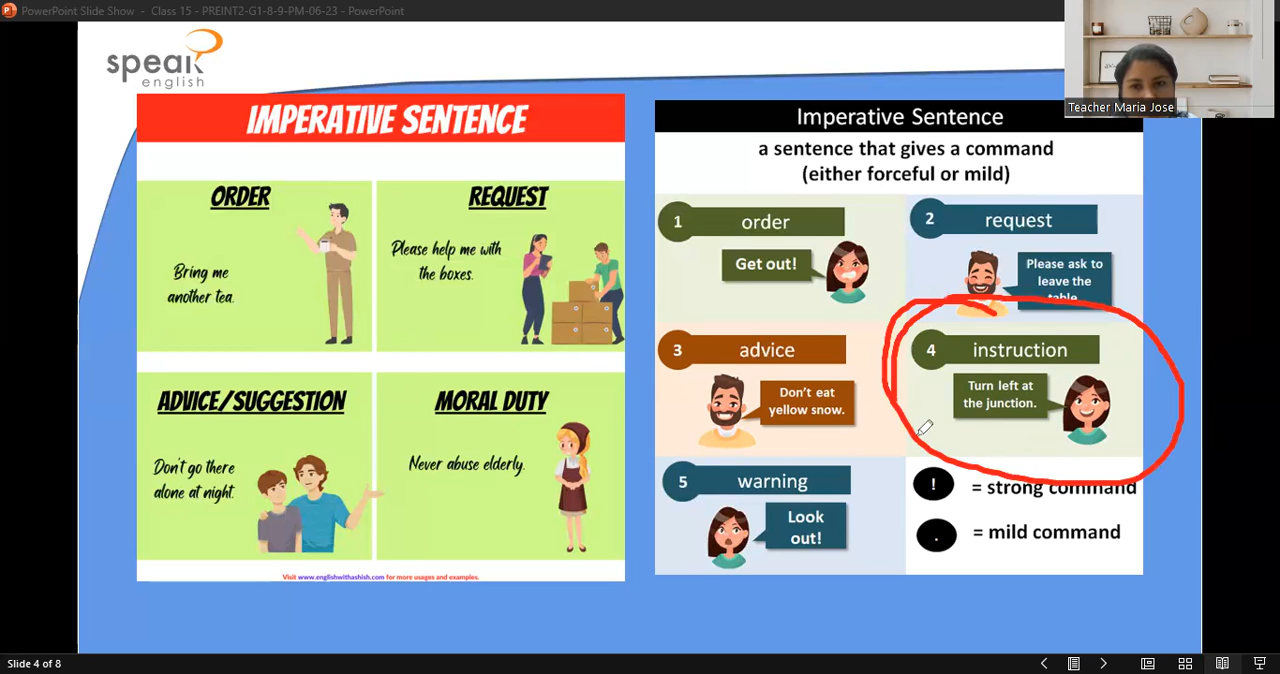 PowerPoint Slide Show - Class 15 - PREINT2-G1-8-9-PM-06-23 - PowerPoint
speak
english
Teacher Maria Jose
IMPERATIVE SENTENCE
ORDER
Bring me
another tea.
REQUEST
Please help me with
the boxes.
ADVICE/SUGGESTION
Don't go there
alone at night.
MORAL DUTY
Never abuse elderly.
Visit www.englishwithashish.com for more usages and examples.
Imperative Sentence
a sentence that gives a command
(either forceful or mild)
1 order
Get out!
2 request
Please ask to
leave the
table
3 advice
Don't eat
yellow snow.
4 instruction
Turn left at
the junction.
5 warning
Look
out!
! = strong command
. = mild command
Slide 4 of 8